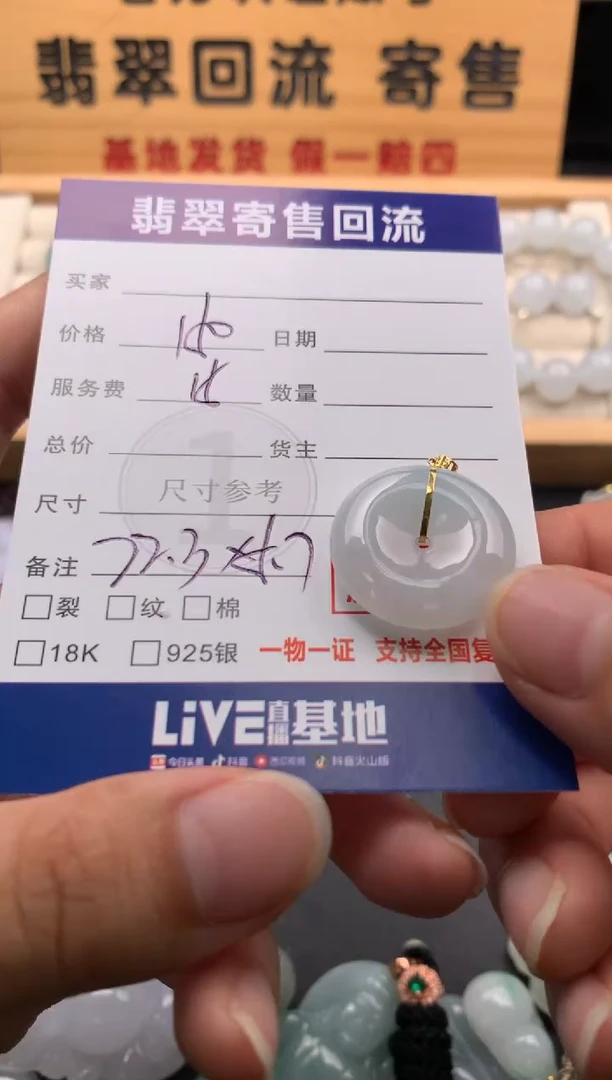 翡翠回流 寄售
基地发货 假一赔四
翡翠寄售回流
买家
价格 日期
服务费 数量
总价 货主
尺寸 尺寸参考
备注
裂 纹 棉
18K 925银 一物一证 支持全国复
LiVE直播基地
今日头条 抖音 西瓜视频 抖音火山版